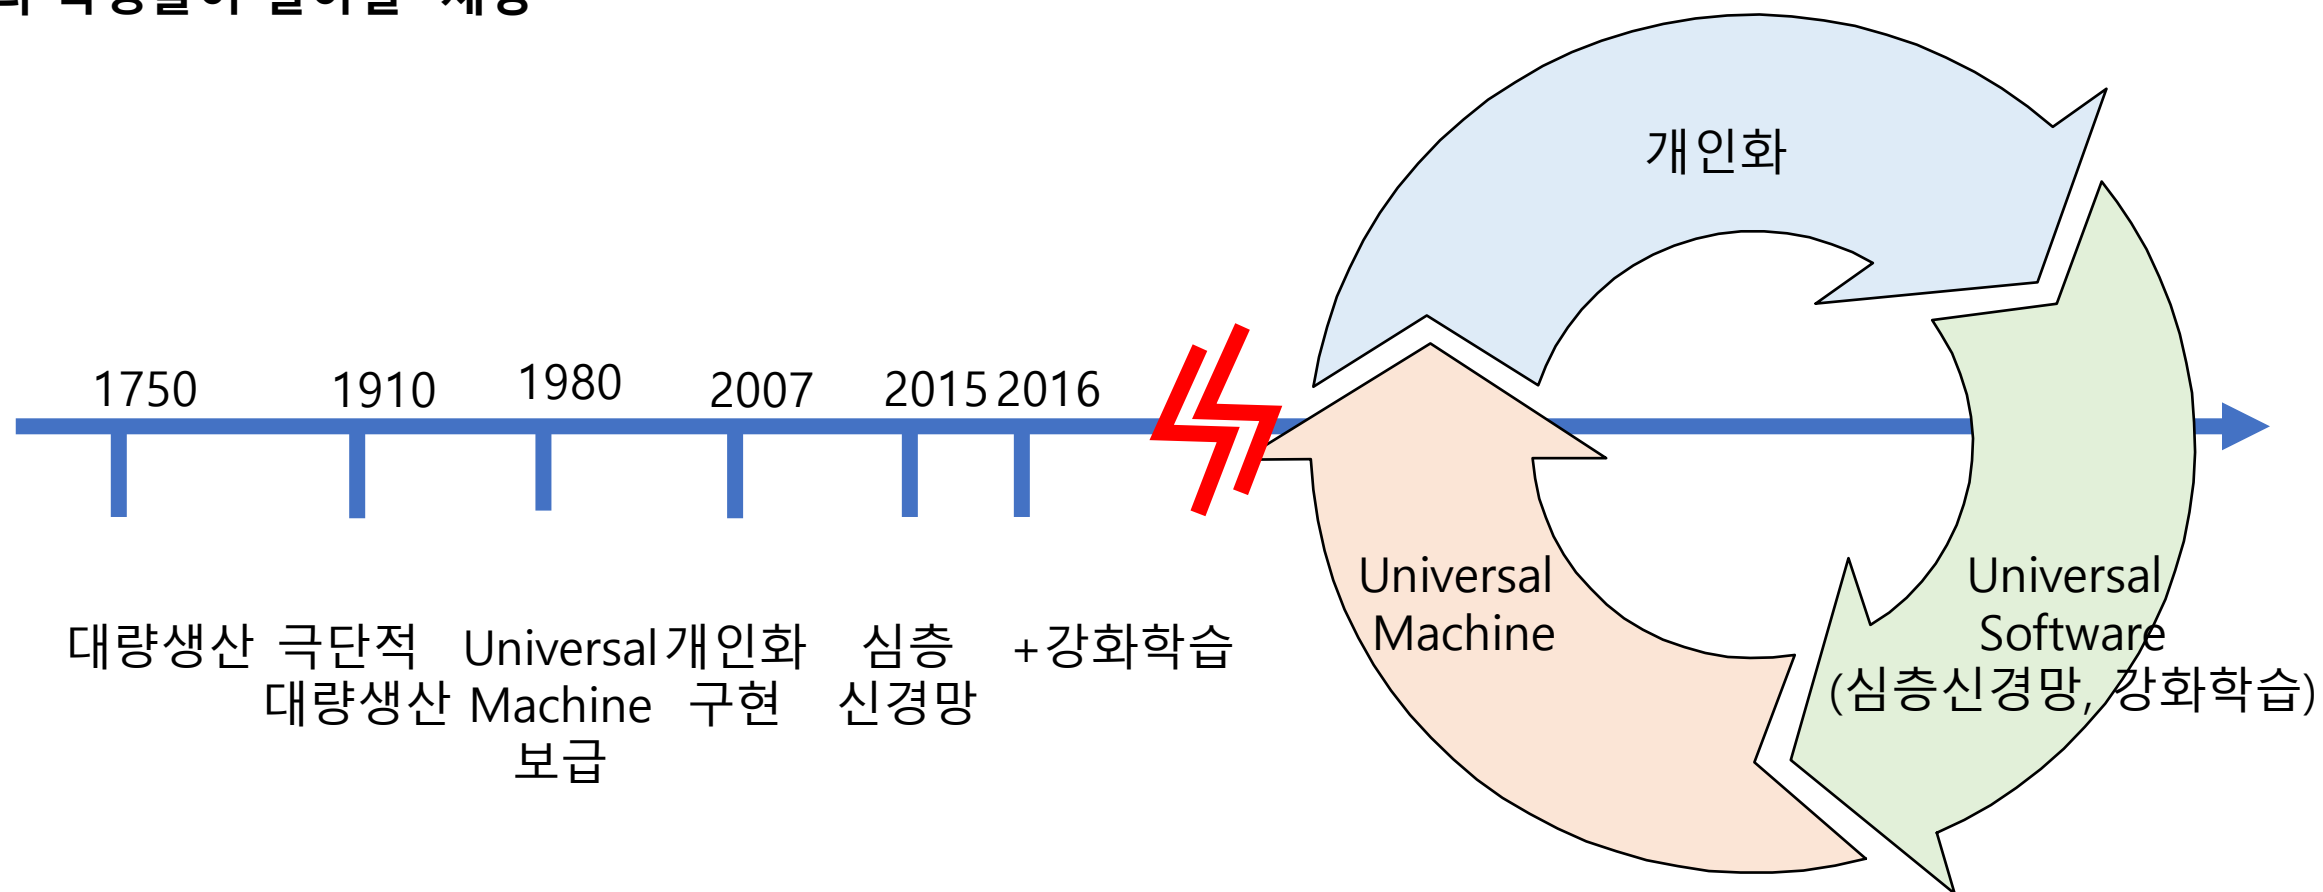 개인화
1750 1910 1980 2007 2015 2016
대량생산
극단적
대량생산
Universal
Machine
보급
개인화
구현
심층
신경망
+강화학습
Universal
Machine
Universal
Software
(심층신경망, 강화학습)